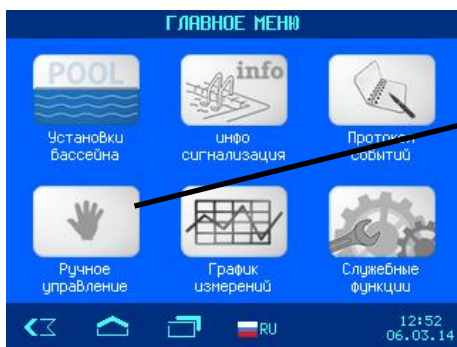 ГЛАВНОЕ МЕНЮ
POOL
info
Установки
бассейна
инфо
сигнализация
Протокол
событий
Ручное
управление
График
измерений
Служебные
функции
RU
12:52
06.03.14